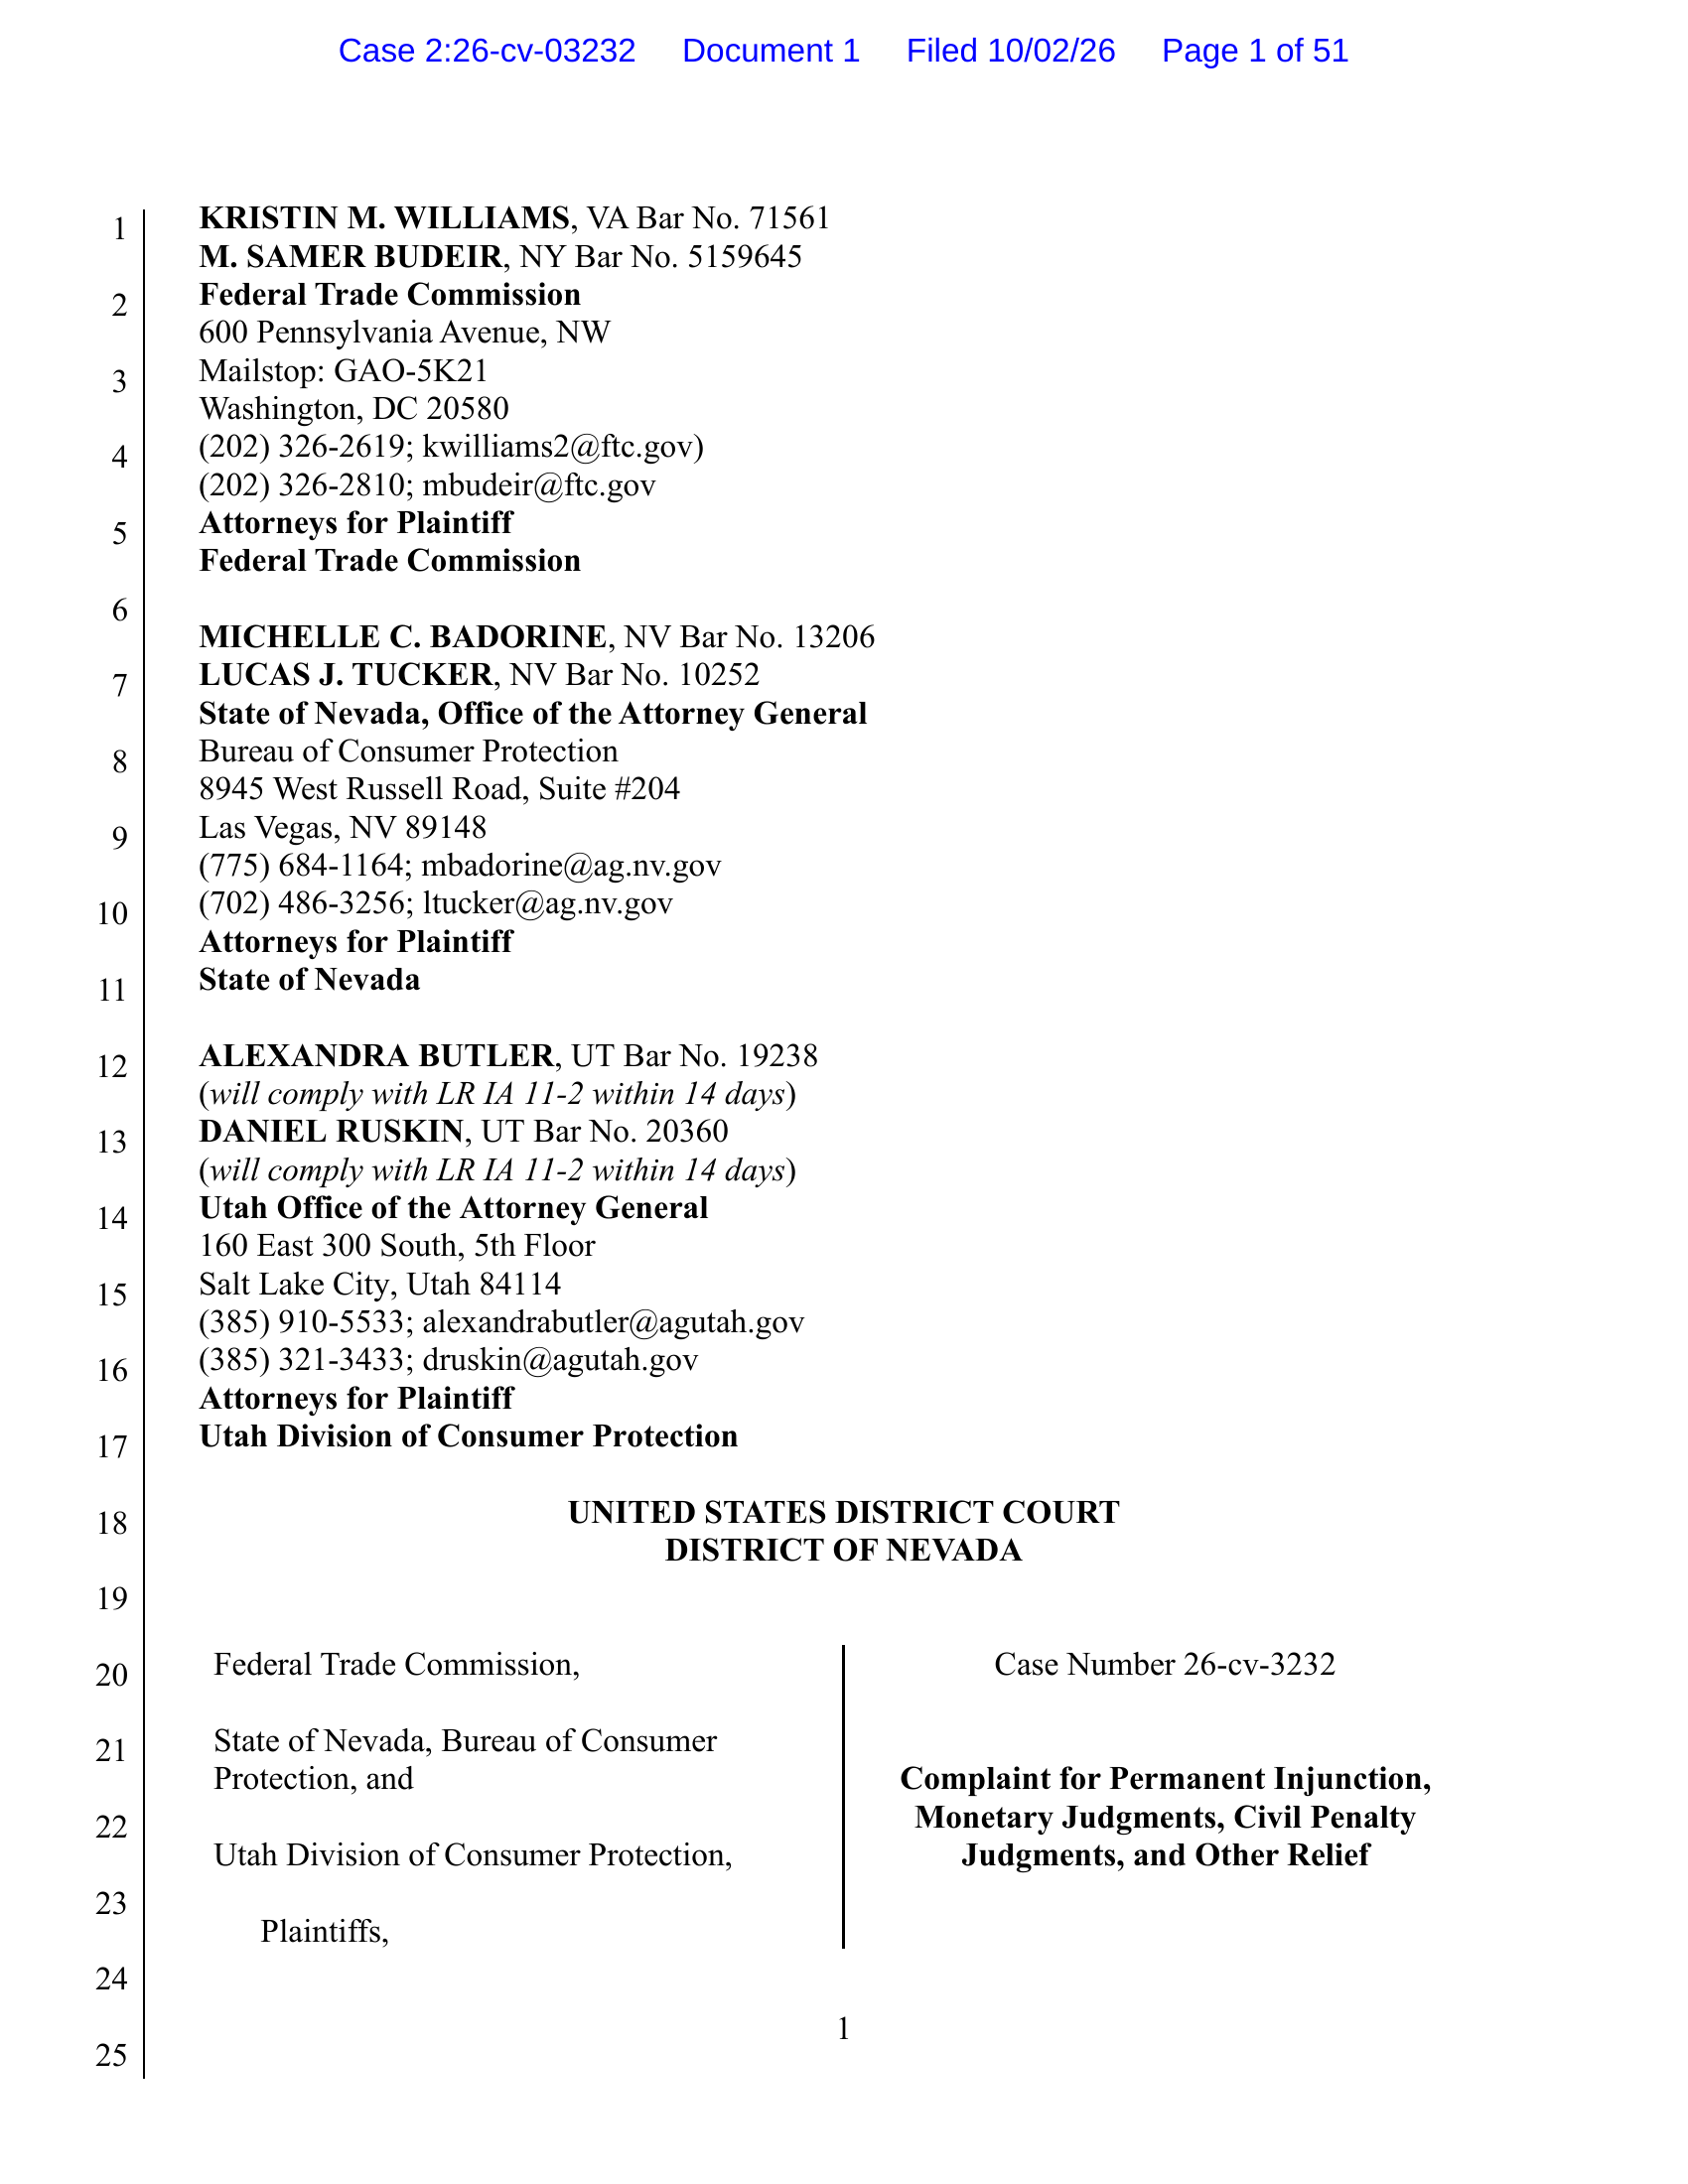 Case 2:26-cv-03232 Document 1 Filed 10/02/26 Page 1 of 51
1 KRISTIN M. WILLIAMS, VA Bar No. 71561
M. SAMER BUDEIR, NY Bar No. 5159645
2 Federal Trade Commission
600 Pennsylvania Avenue, NW
3 Mailstop: GAO-5K21
Washington, DC 20580
4 (202) 326-2619; kwilliams2@ftc.gov)
(202) 326-2810; mbudeir@ftc.gov
5 Attorneys for Plaintiff
Federal Trade Commission
6
MICHELLE C. BADORINE, NV Bar No. 13206
7 LUCAS J. TUCKER, NV Bar No. 10252
State of Nevada, Office of the Attorney General
8 Bureau of Consumer Protection
8945 West Russell Road, Suite #204
9 Las Vegas, NV 89148
(775) 684-1164; mbadorine@ag.nv.gov
10 (702) 486-3256; ltucker@ag.nv.gov
Attorneys for Plaintiff
11 State of Nevada
12 ALEXANDRA BUTLER, UT Bar No. 19238
(will comply with LR IA 11-2 within 14 days)
13 DANIEL RUSKIN, UT Bar No. 20360
(will comply with LR IA 11-2 within 14 days)
14 Utah Office of the Attorney General
160 East 300 South, 5th Floor
15 Salt Lake City, Utah 84114
(385) 910-5533; alexandrabutler@agutah.gov
16 (385) 321-3433; druskin@agutah.gov
Attorneys for Plaintiff
17 Utah Division of Consumer Protection
18 UNITED STATES DISTRICT COURT
DISTRICT OF NEVADA
19
20 Federal Trade Commission,
21 State of Nevada, Bureau of Consumer
Protection, and
22
Utah Division of Consumer Protection,
23
Plaintiffs,
Case Number 26-cv-3232
Complaint for Permanent Injunction,
Monetary Judgments, Civil Penalty
Judgments, and Other Relief
24
1
25